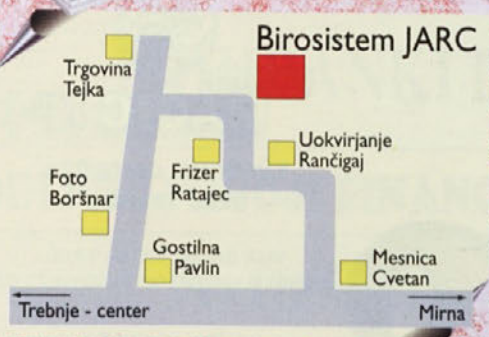 Birosistem JARC
Trgovina
Tejka
Uokvirjanje
Rančigaj
Frizer
Ratajec
Foto
Boršnar
Gostilna
Pavlin
Mesnica
Cvetan
Trebnje - center
Mirna